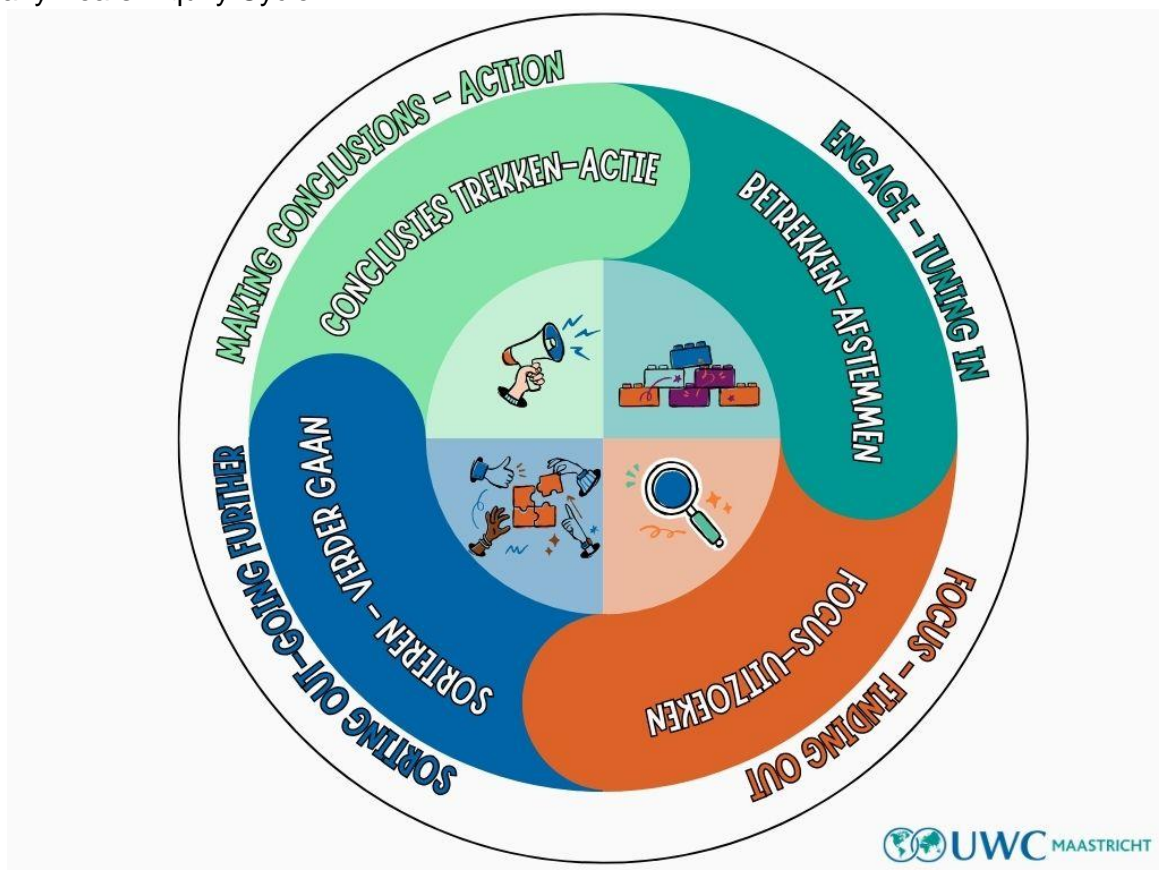 MAKING CONCLUSIONS - ACTION
CONCLUSIES TREKKEN-ACTIE
ENGAGE - TUNING IN
BETREKKEN-AFSTEMMEN
FOCUS - FINDING OUT
FOCUS-UITZOEKEN
SORTING OUT-GOING FURTHER
SORTIEREN - VERDER GAAN
UWC MAASTRICHT